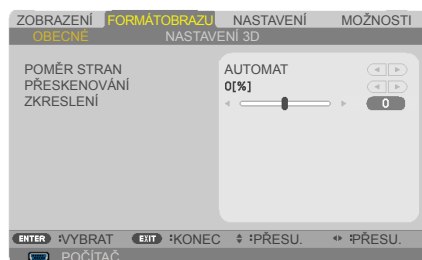 ZOBRAZENÍ FORMÁTOBRAZU NASTAVENÍ MOŽNOSTI
OBECNÉ NASTAVENÍ 3D
POMĚR STRAN AUTOMAT
PŘESKENOVÁNÍ 0[%]
ZKRESLENÍ 0
ENTER :VYBRAT EXIT :KONEC :PŘESU. :PŘESU.
POČÍTAČ